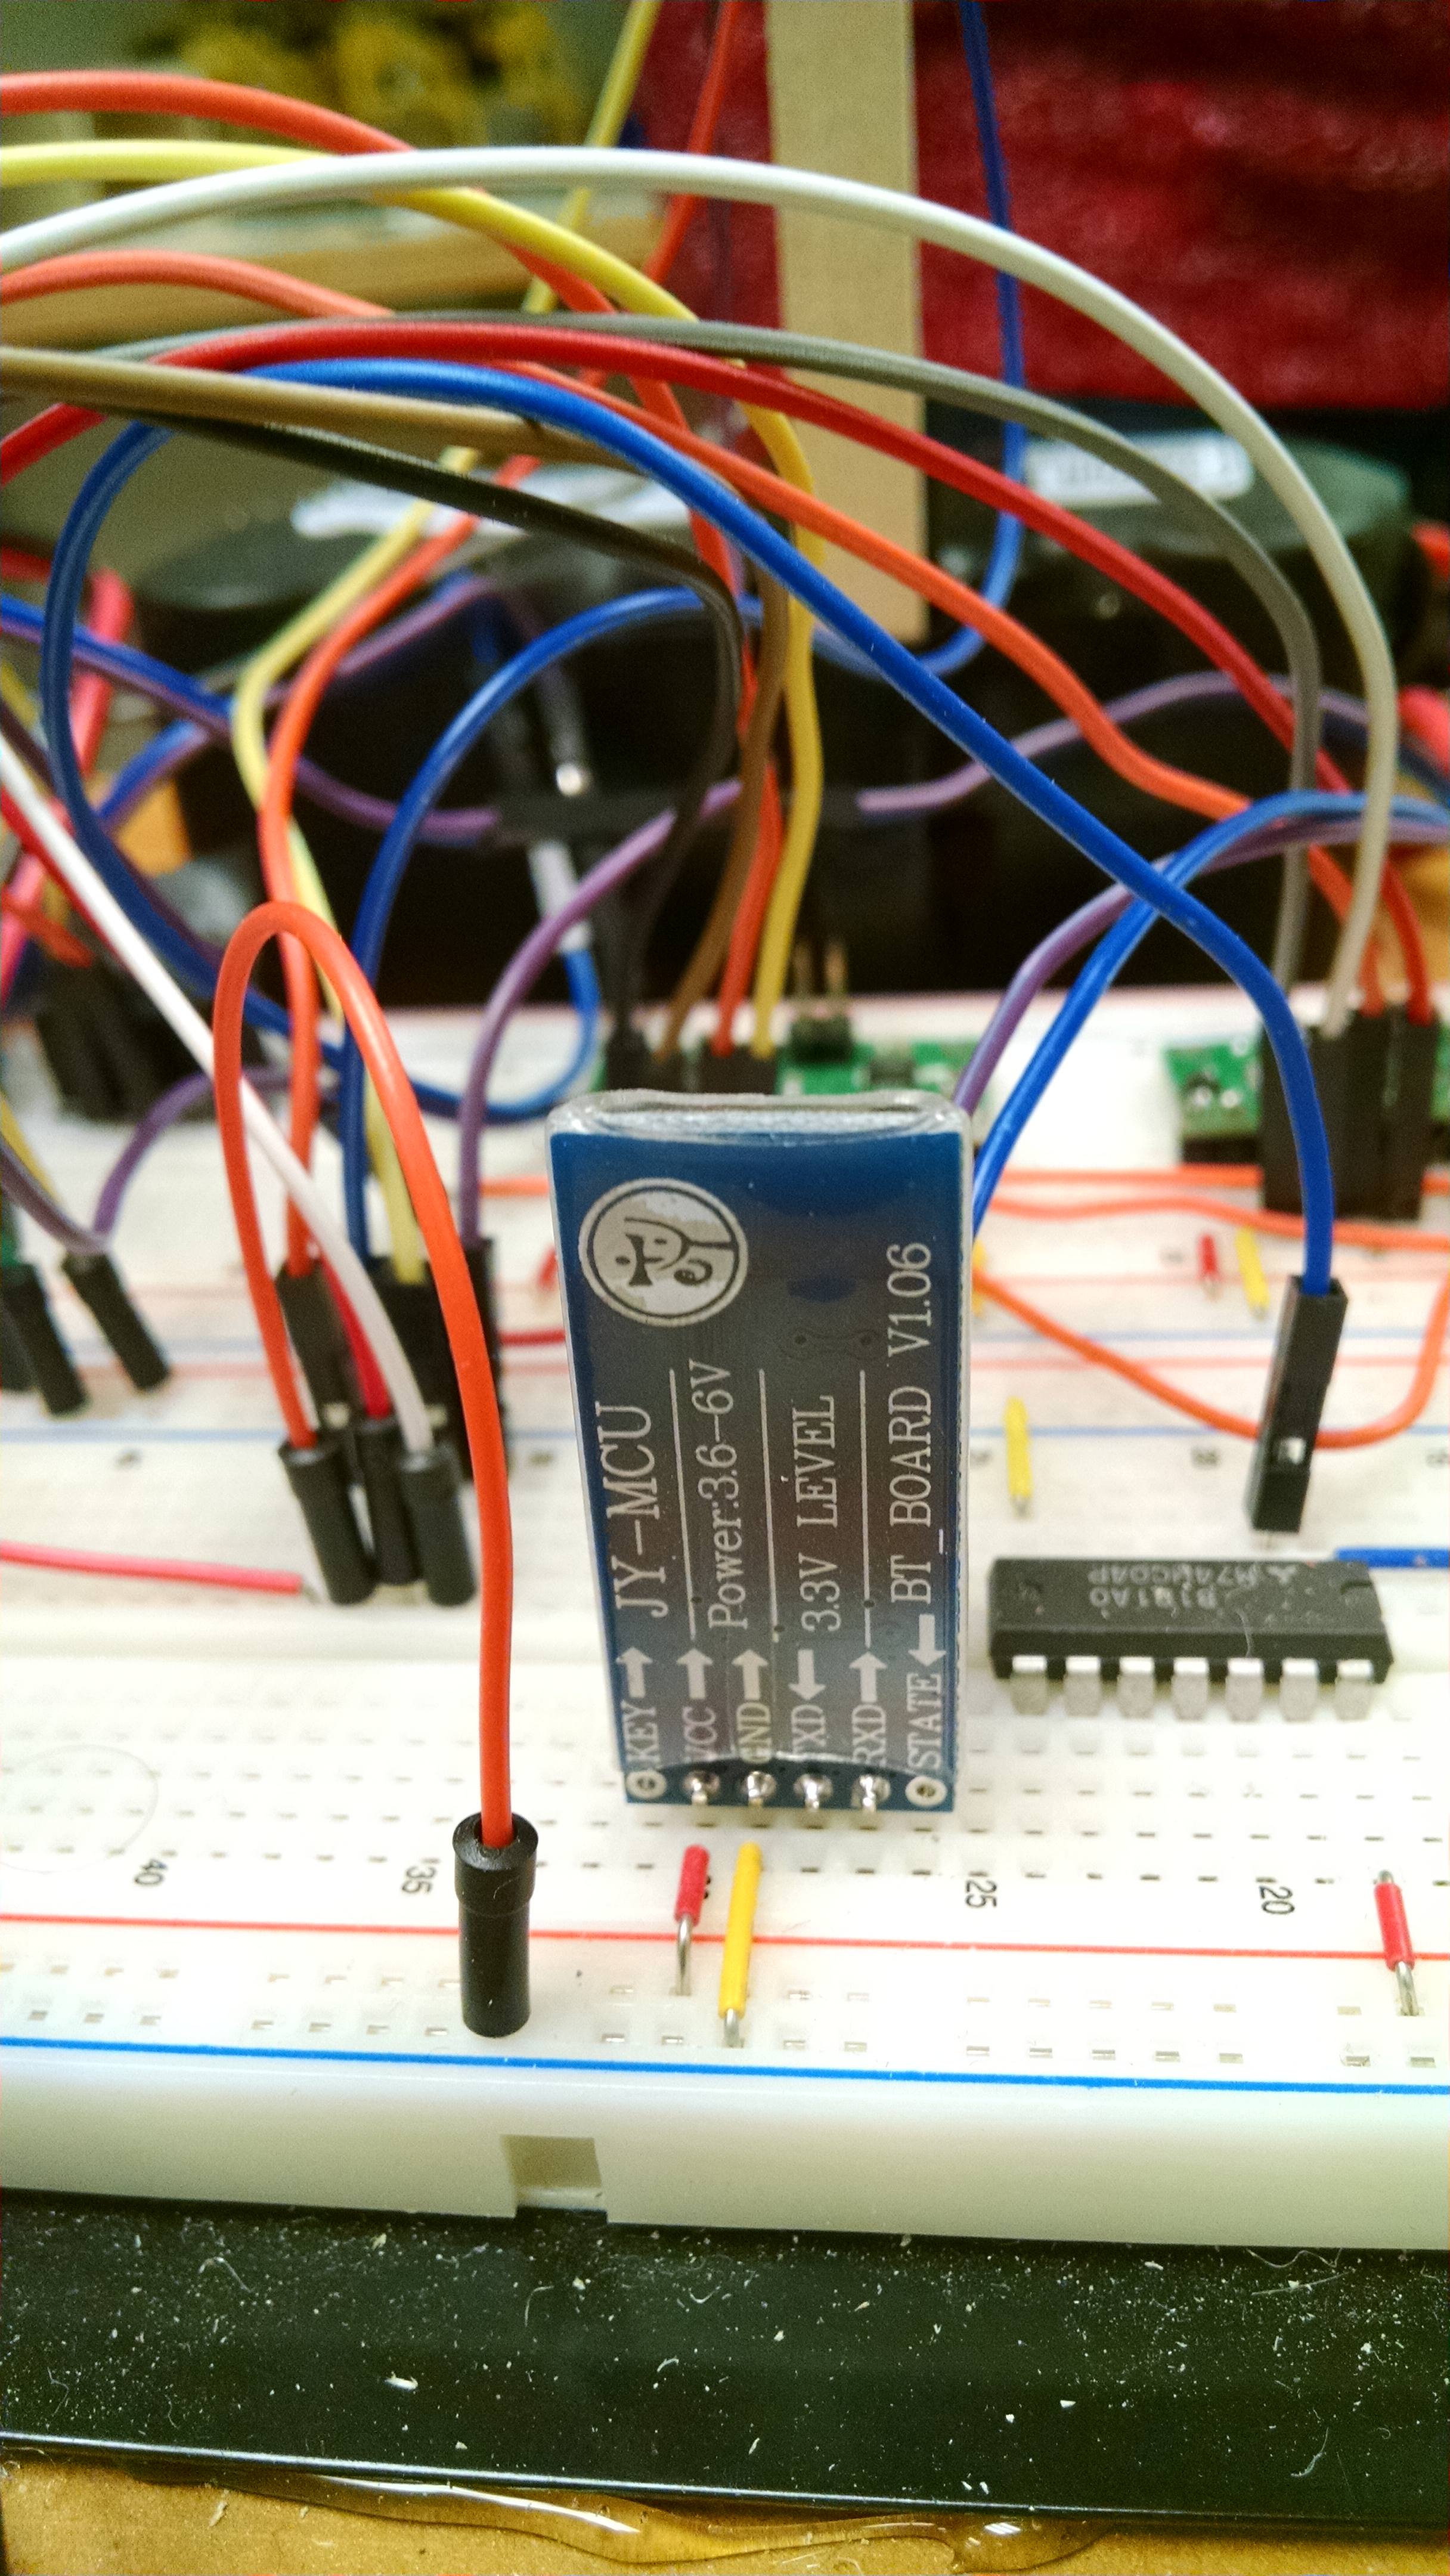 JY-MCU
Power:3.6-6V
3.3V LEVEL
BT_BOARD V1.06
KEY
VCC
GND
TXD
RXD
STATE
M74HC04P
40
35
25
20